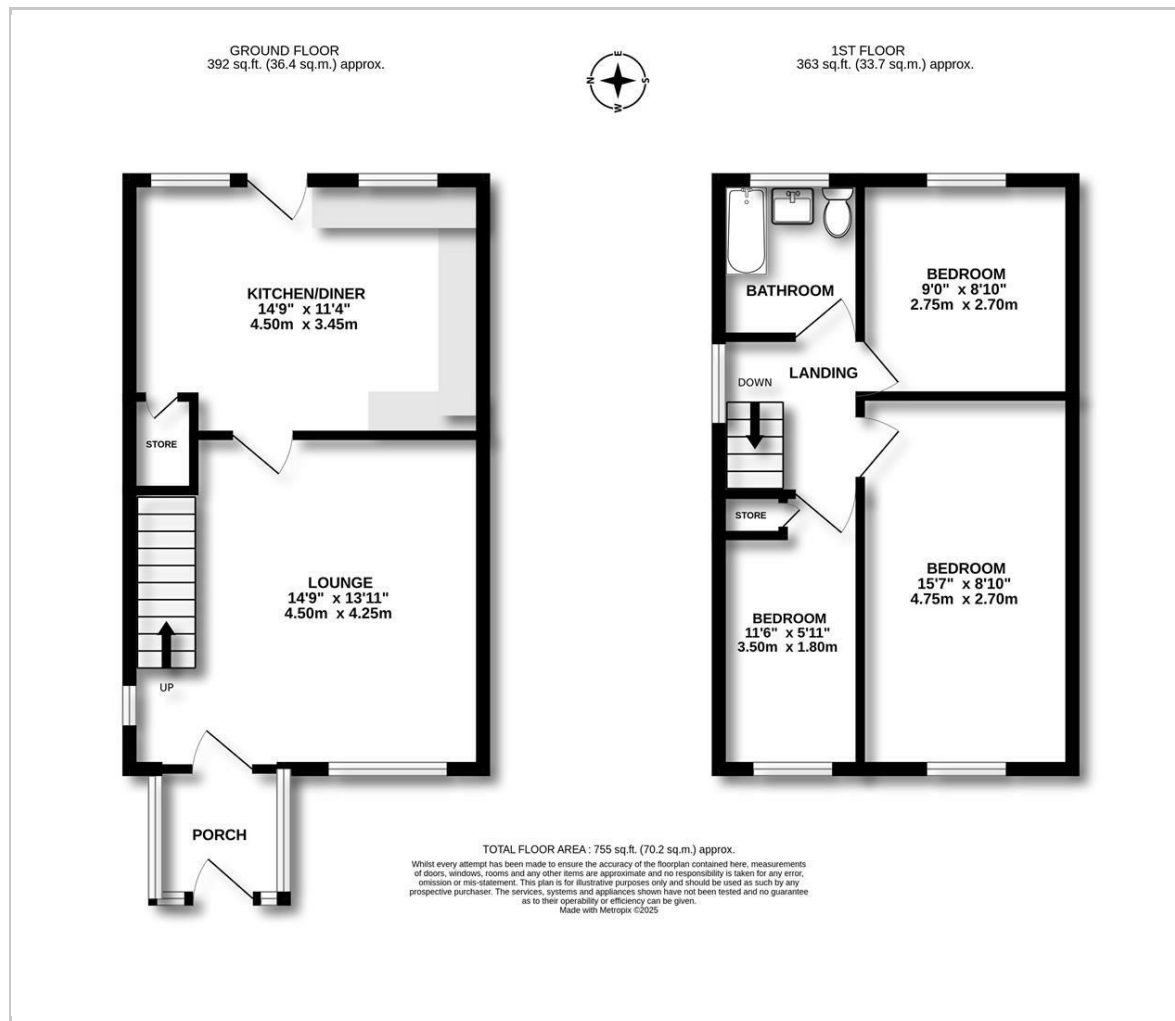 GROUND FLOOR
392 sq.ft. (36.4 sq.m.) approx.
E
N
S
W
1ST FLOOR
363 sq.ft. (33.7 sq.m.) approx.
KITCHEN/DINER
14'9" x 11'4"
4.50m x 3.45m
STORE
LOUNGE
14'9" x 13'11"
4.50m x 4.25m
UP
PORCH
BATHROOM
BEDROOM
9'0" x 8'10"
2.75m x 2.70m
LANDING
DOWN
STORE
BEDROOM
11'6" x 5'11"
3.50m x 1.80m
BEDROOM
15'7" x 8'10"
4.75m x 2.70m
TOTAL FLOOR AREA : 755 sq.ft. (70.2 sq.m.) approx.
Whilst every attempt has been made to ensure the accuracy of the floorplan contained here, measurements
of doors, windows, rooms and any other items are approximate and no responsibility is taken for any error,
omission or mis-statement. This plan is for illustrative purposes only and should be used as such by any
prospective purchaser. The services, systems and appliances shown have not been tested and no guarantee
as to their operability or efficiency can be given.
Made with Metropix ©2025